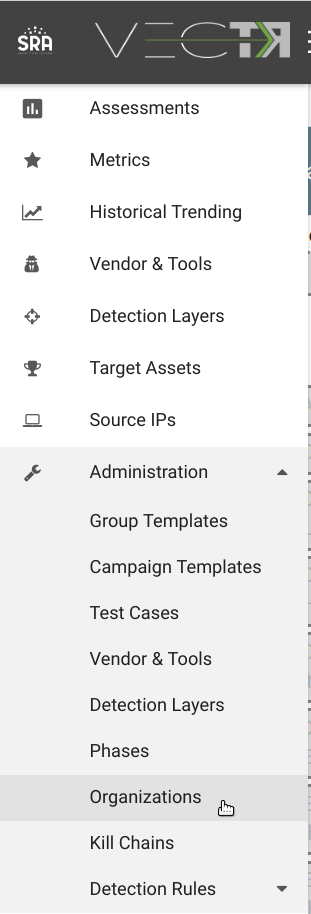 SRA VECTR
Assessments
Metrics
Historical Trending
Vendor & Tools
Detection Layers
Target Assets
Source IPs
Administration
Group Templates
Campaign Templates
Test Cases
Vendor & Tools
Detection Layers
Phases
Organizations
Kill Chains
Detection Rules